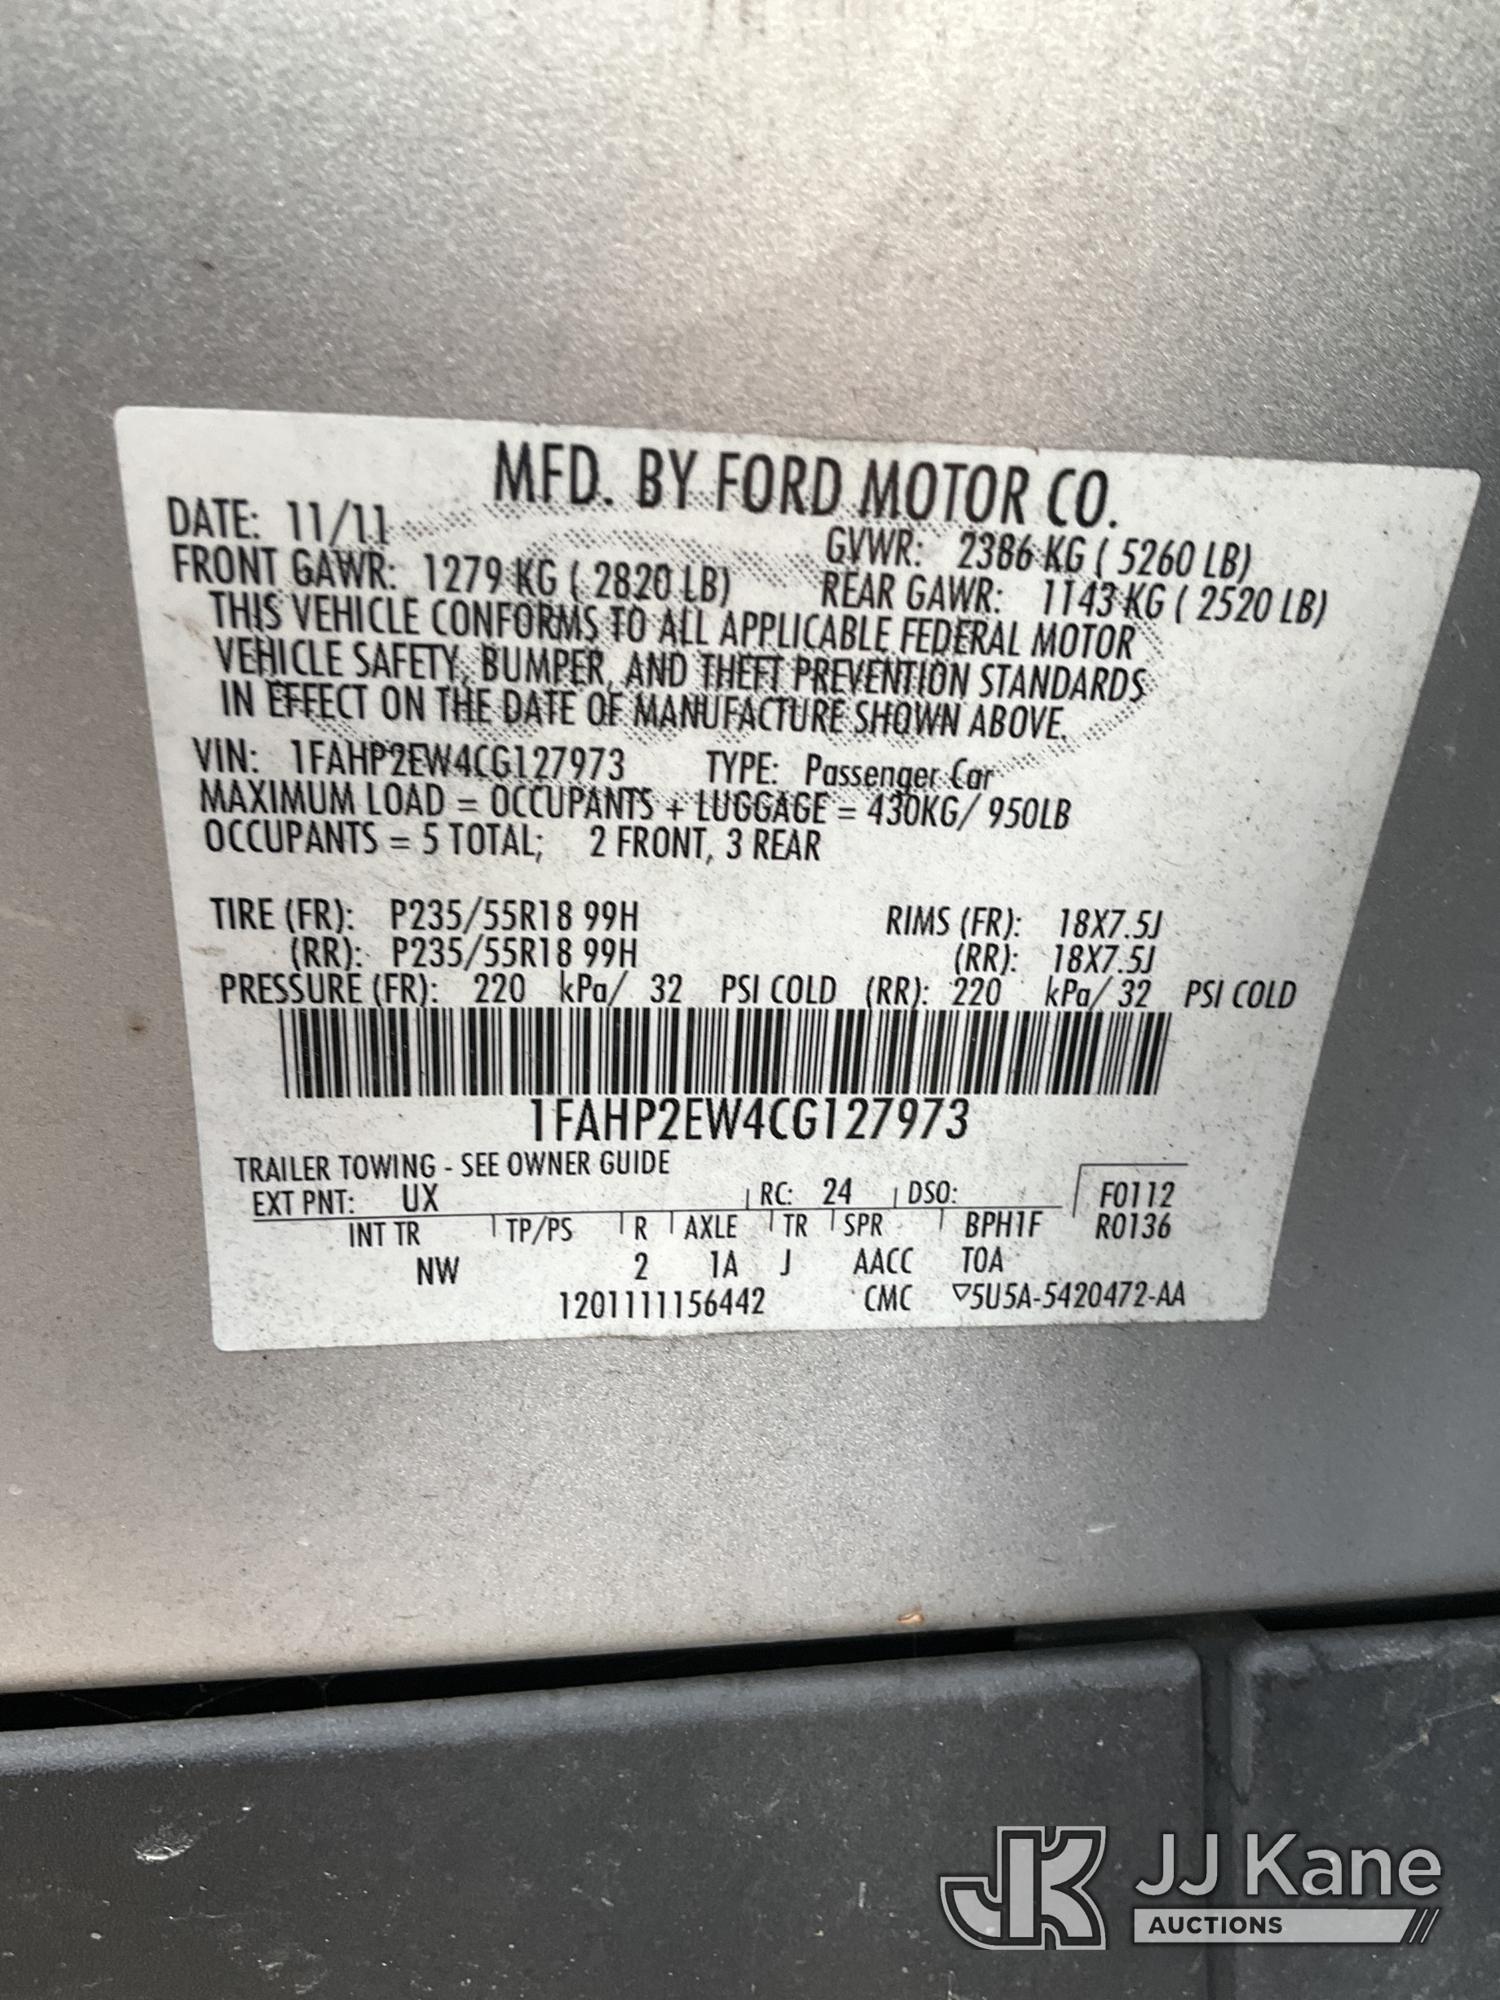 MFD. BY FORD MOTOR CO.
DATE: 11/11 GVWR: 2386 KG ( 5260 LB)
FRONT GAWR: 1279 KG ( 2820 LB) REAR GAWR: 1143 KG ( 2520 LB)
THIS VEHICLE CONFORMS TO ALL APPLICABLE FEDERAL MOTOR
VEHICLE SAFETY, BUMPER, AND THEFT PREVENTION STANDARDS
IN EFFECT ON THE DATE OF MANUFACTURE SHOWN ABOVE.
VIN: 1FAHP2EW4CG127973 TYPE: Passenger Car
MAXIMUM LOAD = OCCUPANTS + LUGGAGE = 430KG/ 950LB
OCCUPANTS = 5 TOTAL; 2 FRONT, 3 REAR
TIRE (FR): P235/55R18 99H RIMS (FR): 18X7.5J
(RR): P235/55R18 99H (RR): 18X7.5J
PRESSURE (FR): 220 kPa/ 32 PSI COLD (RR): 220 kPa/ 32 PSI COLD
1FAHP2EW4CG127973
TRAILER TOWING - SEE OWNER GUIDE
EXT PNT: UX RC: 24 DSO: F0112
INT TR TP/PS R AXLE TR SPR BPH1F R0136
NW 2 1A J AACC TOA
1201111156442 CMC ▽5U5A-5420472-AA
JK JJ Kane
AUCTIONS